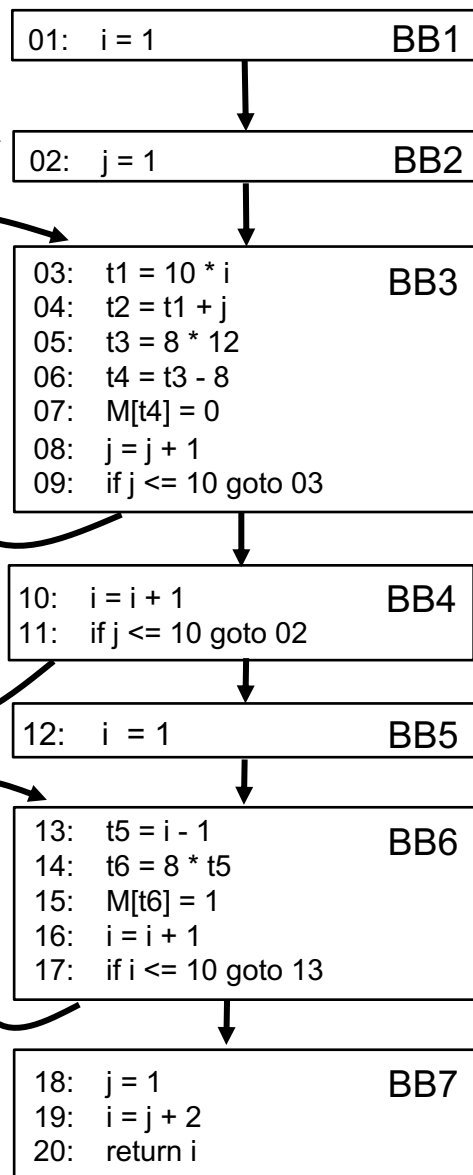 01: i = 1 BB1
02: j = 1 BB2
03: t1 = 10 * i BB3
04: t2 = t1 + j
05: t3 = 8 * 12
06: t4 = t3 - 8
07: M[t4] = 0
08: j = j + 1
09: if j <= 10 goto 03
10: i = i + 1 BB4
11: if j <= 10 goto 02
12: i = 1 BB5
13: t5 = i - 1 BB6
14: t6 = 8 * t5
15: M[t6] = 1
16: i = i + 1
17: if i <= 10 goto 13
18: j = 1 BB7
19: i = j + 2
20: return i